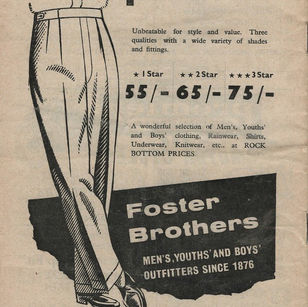 Unbeatable for style and value. Three
qualities with a wide variety of shades
and fittings.
★ 1 Star ★★ 2 Star ★★★ 3 Star
55/- 65/- 75/-
A wonderful selection of Men's, Youths'
and Boys' clothing, Rainwear, Shirts,
Underwear, Knitwear, etc., at ROCK
BOTTOM PRICES.
Foster
Brothers
MEN'S, YOUTHS' AND BOYS'
OUTFITTERS SINCE 1876